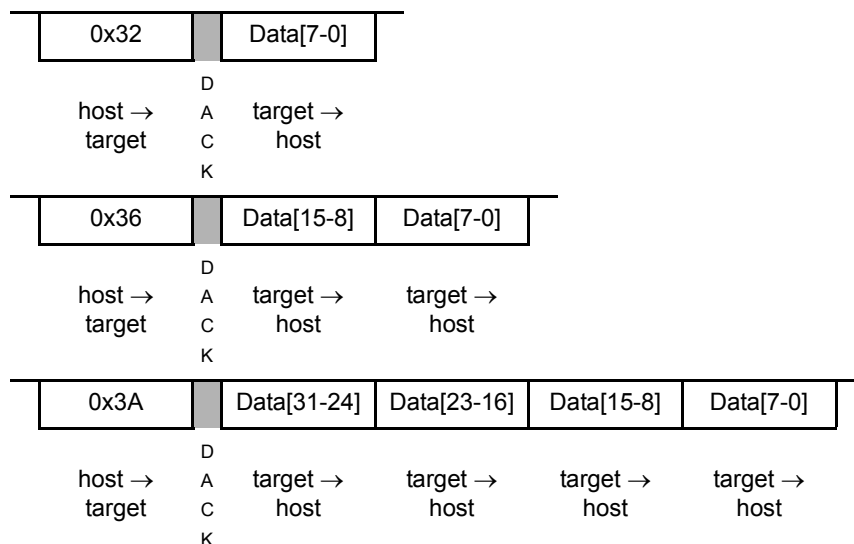 0x32 Data[7-0]
D
host → A target →
target C host
K
0x36 Data[15-8] Data[7-0]
D
host → A target → target →
target C host host
K
0x3A Data[31-24] Data[23-16] Data[15-8] Data[7-0]
D
host → A target → target → target → target →
target C host host host host
K